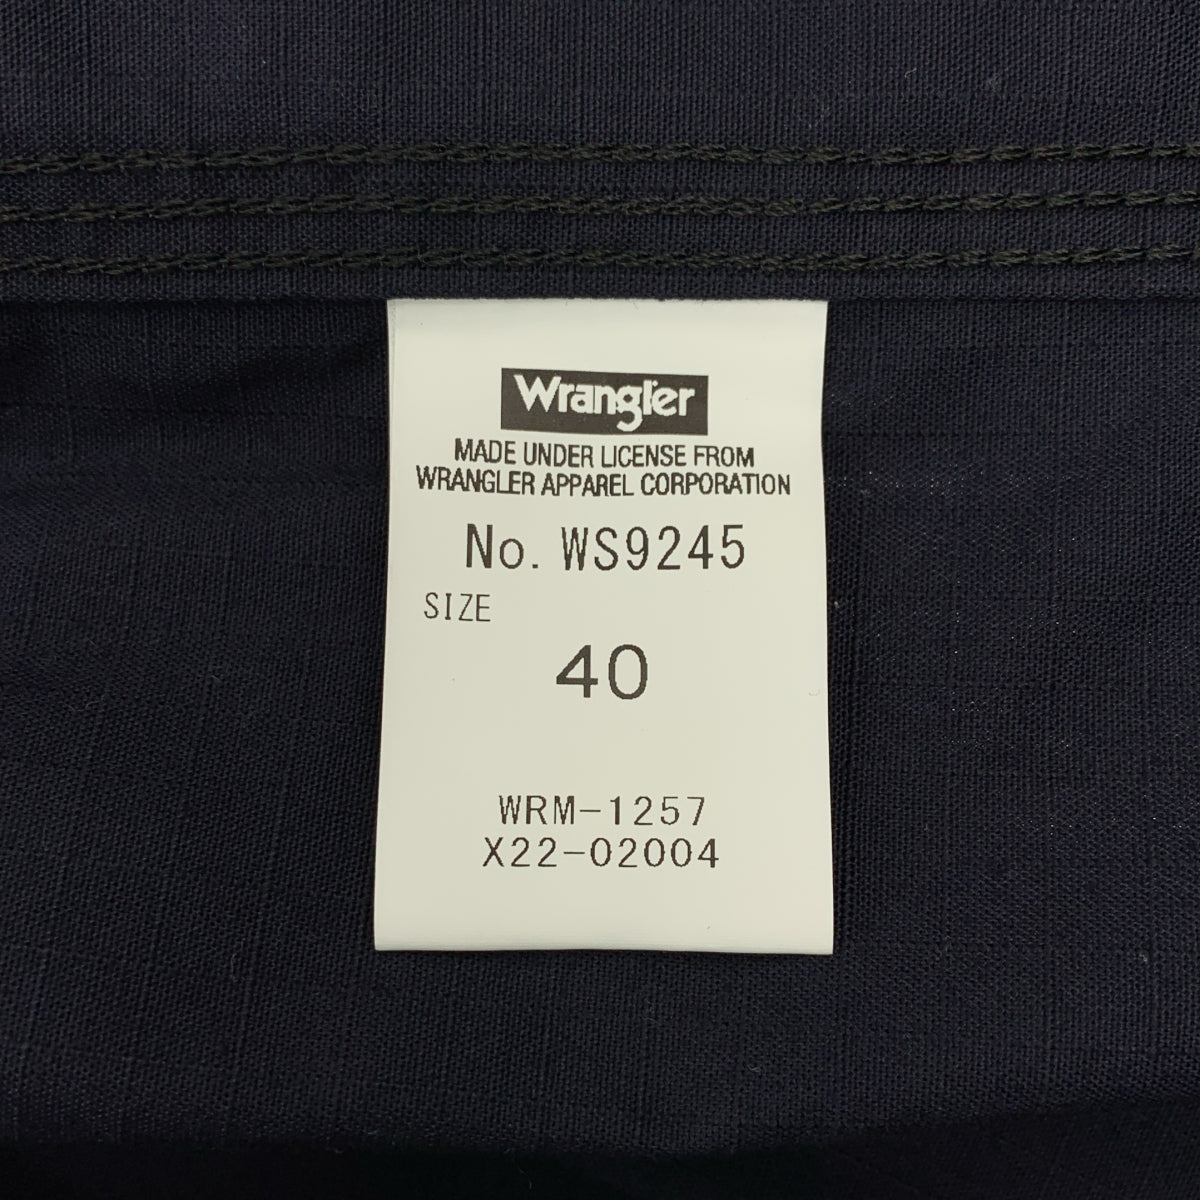 Wrangler
MADE UNDER LICENSE FROM
WRANGLER APPAREL CORPORATION
No. WS9245
SIZE
40
WRM-1257
X22-02004